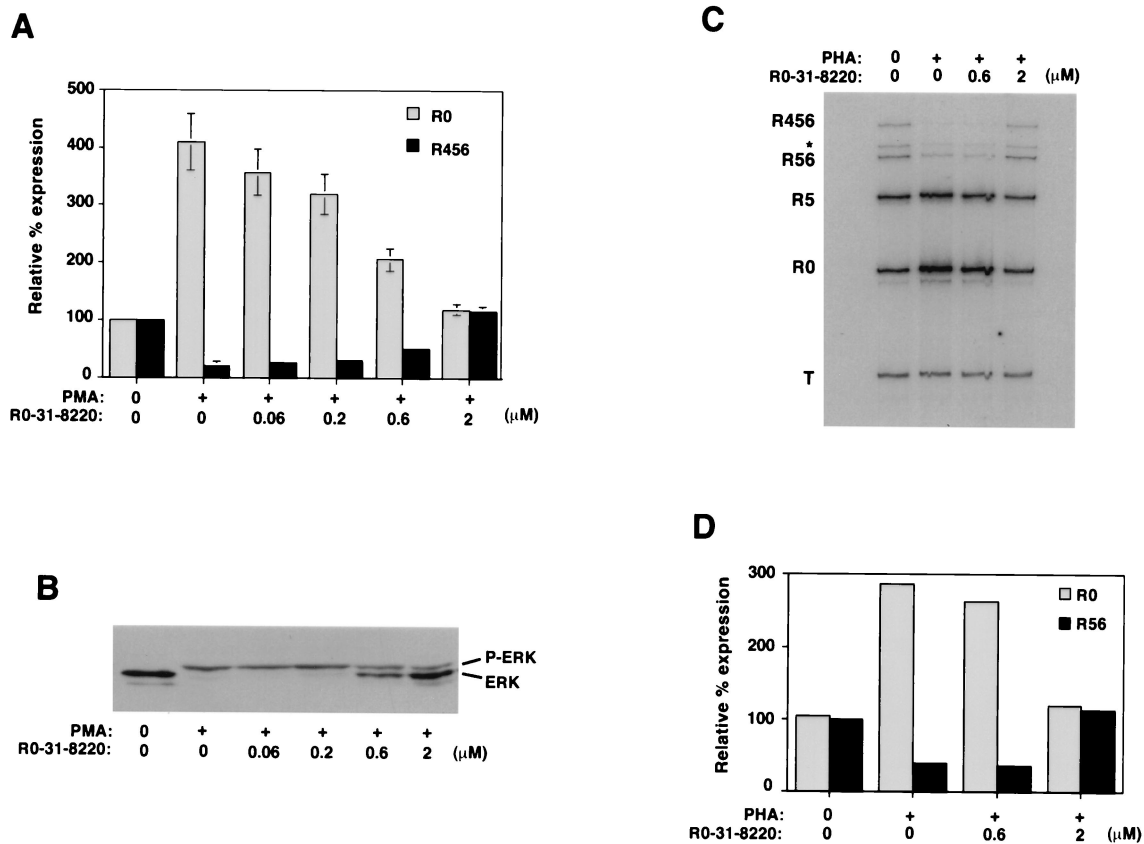 A
500
400
300
200
100
0
Relative % expression
R0
R456
PMA: 0 + + + + +
R0-31-8220: 0 0 0.06 0.2 0.6 2 (μM)
B
P-ERK
ERK
PMA: 0 + + + + +
R0-31-8220: 0 0 0.06 0.2 0.6 2 (μM)
C
PHA: 0 + + +
R0-31-8220: 0 0 0.6 2 (μM)
R456
*
R56
R5
R0
T
D
300
200
100
0
Relative % expression
R0
R56
PHA: 0 + + +
R0-31-8220: 0 0 0.6 2 (μM)